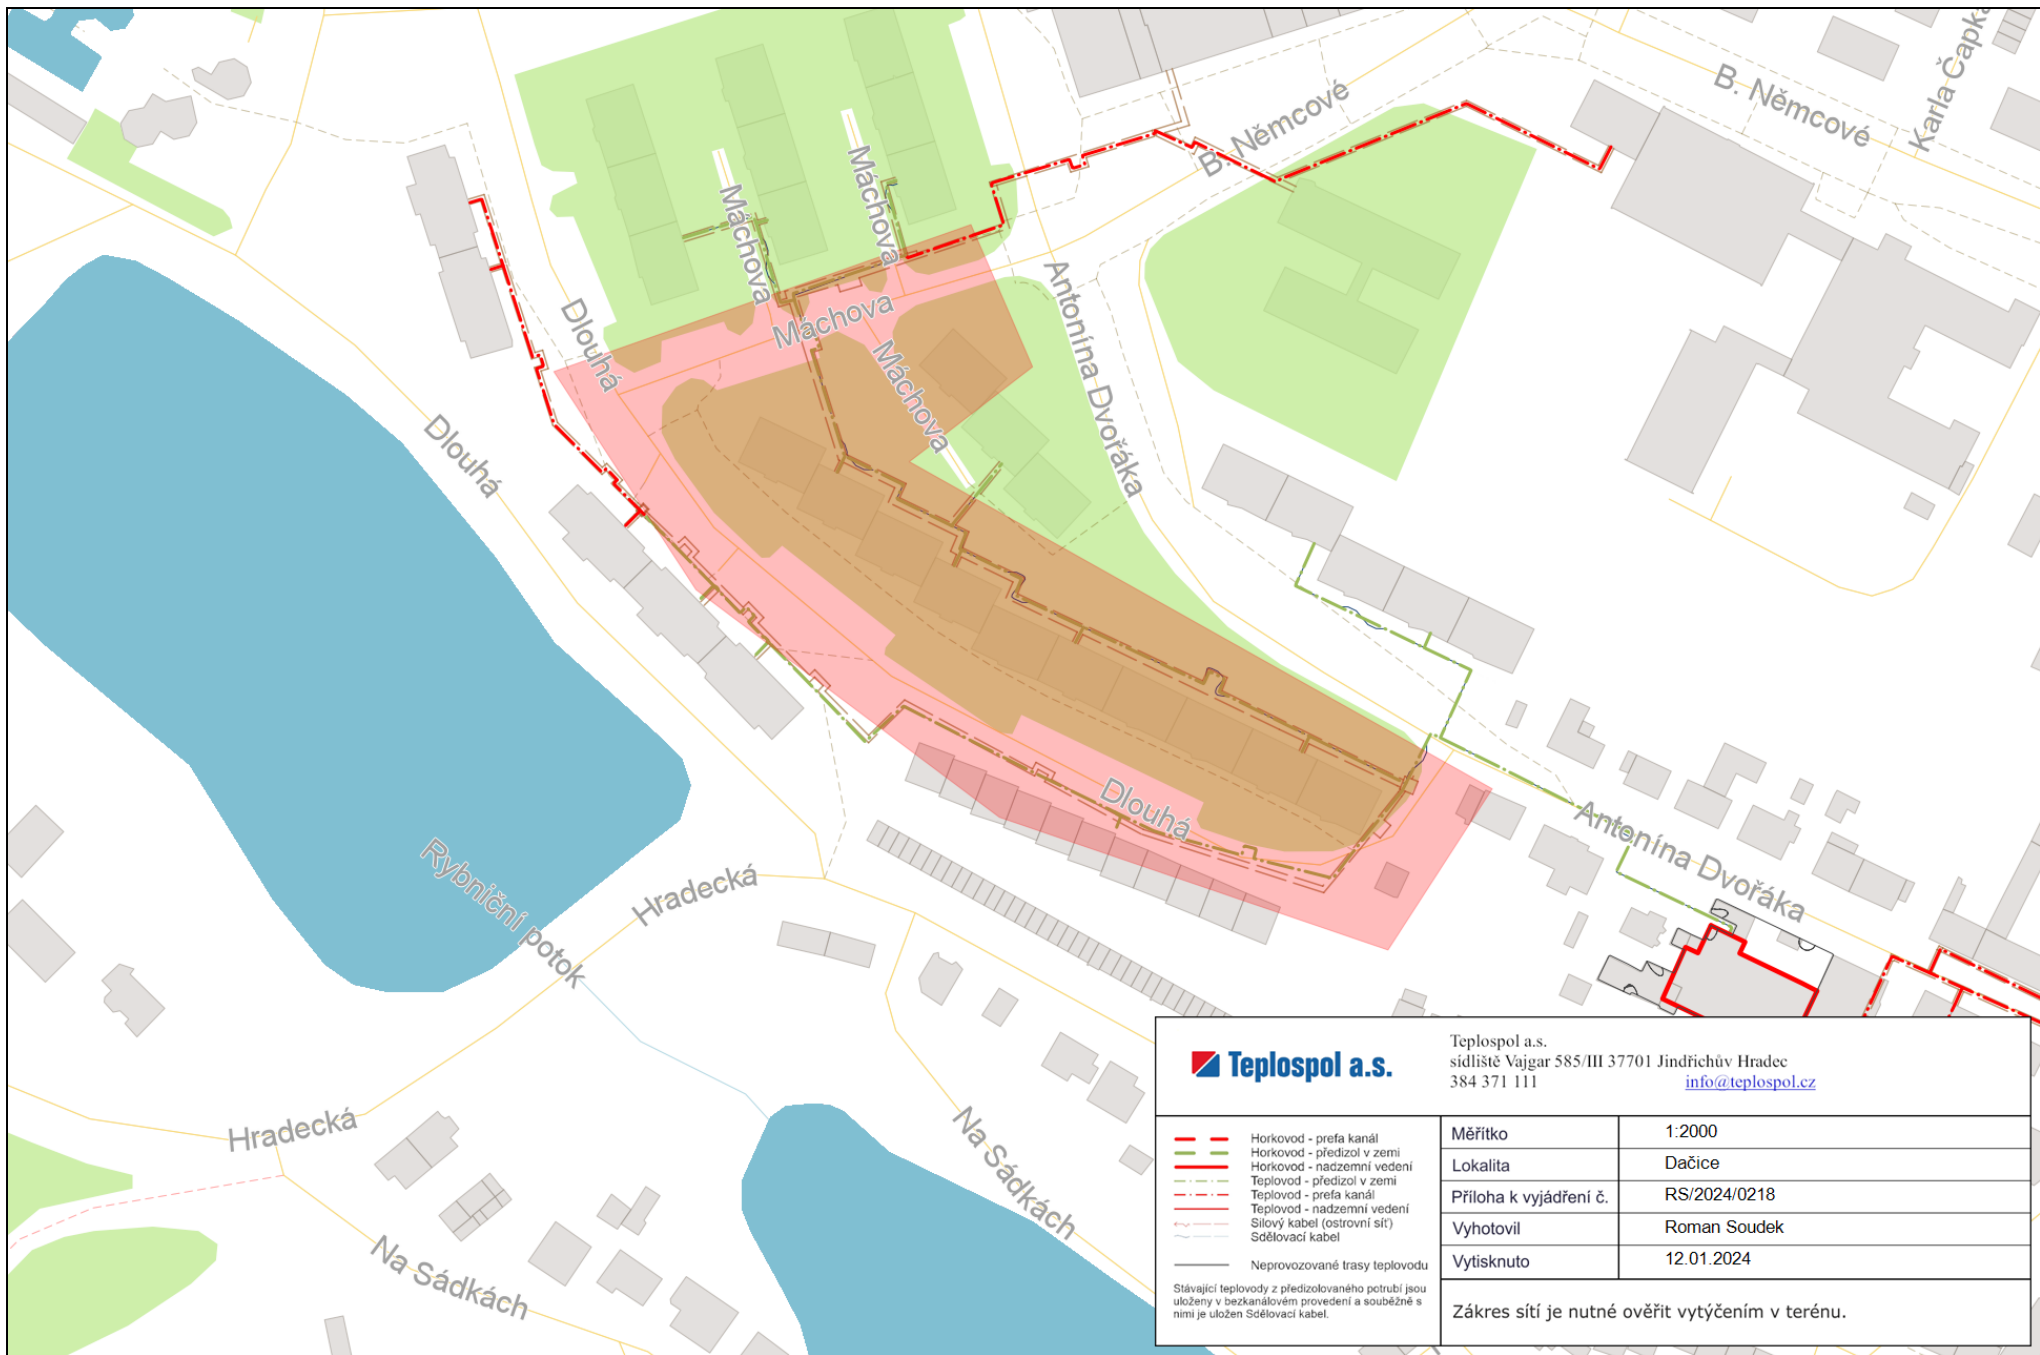 Karla Čapka
B. Němcové
B. Němcové
Máchova
Máchova
Máchova
Máchova
Dlouhá
Antonína Dvořáka
Dlouhá
Dlouhá
Antonína Dvořáka
Rybniční potok
Hradecká
Hradecká
Na Sádkách
Na Sádkách
Teplospol a.s.
Teplospol a.s.
sídliště Vajgar 585/III 37701 Jindřichův Hradec
384 371 111 info@teplospol.cz
Horkovod - prefa kanál
Horkovod - předizol v zemi
Horkovod - nadzemní vedení
Teplovod - předizol v zemi
Teplovod - prefa kanál
Teplovod - nadzemní vedení
Silový kabel (ostrovní síť)
Sdělovací kabel
Neprovozované trasy teplovodu
Stávající teplovody z předizolovaného potrubí jsou
uloženy v bezkanálovém provedení a souběžně s
nimi je uložen Sdělovací kabel.
Měřítko 1:2000
Lokalita Dačice
Příloha k vyjádření č. RS/2024/0218
Vyhotovil Roman Soudek
Vytisknuto 12.01.2024
Zákres sítí je nutné ověřit vytýčením v terénu.